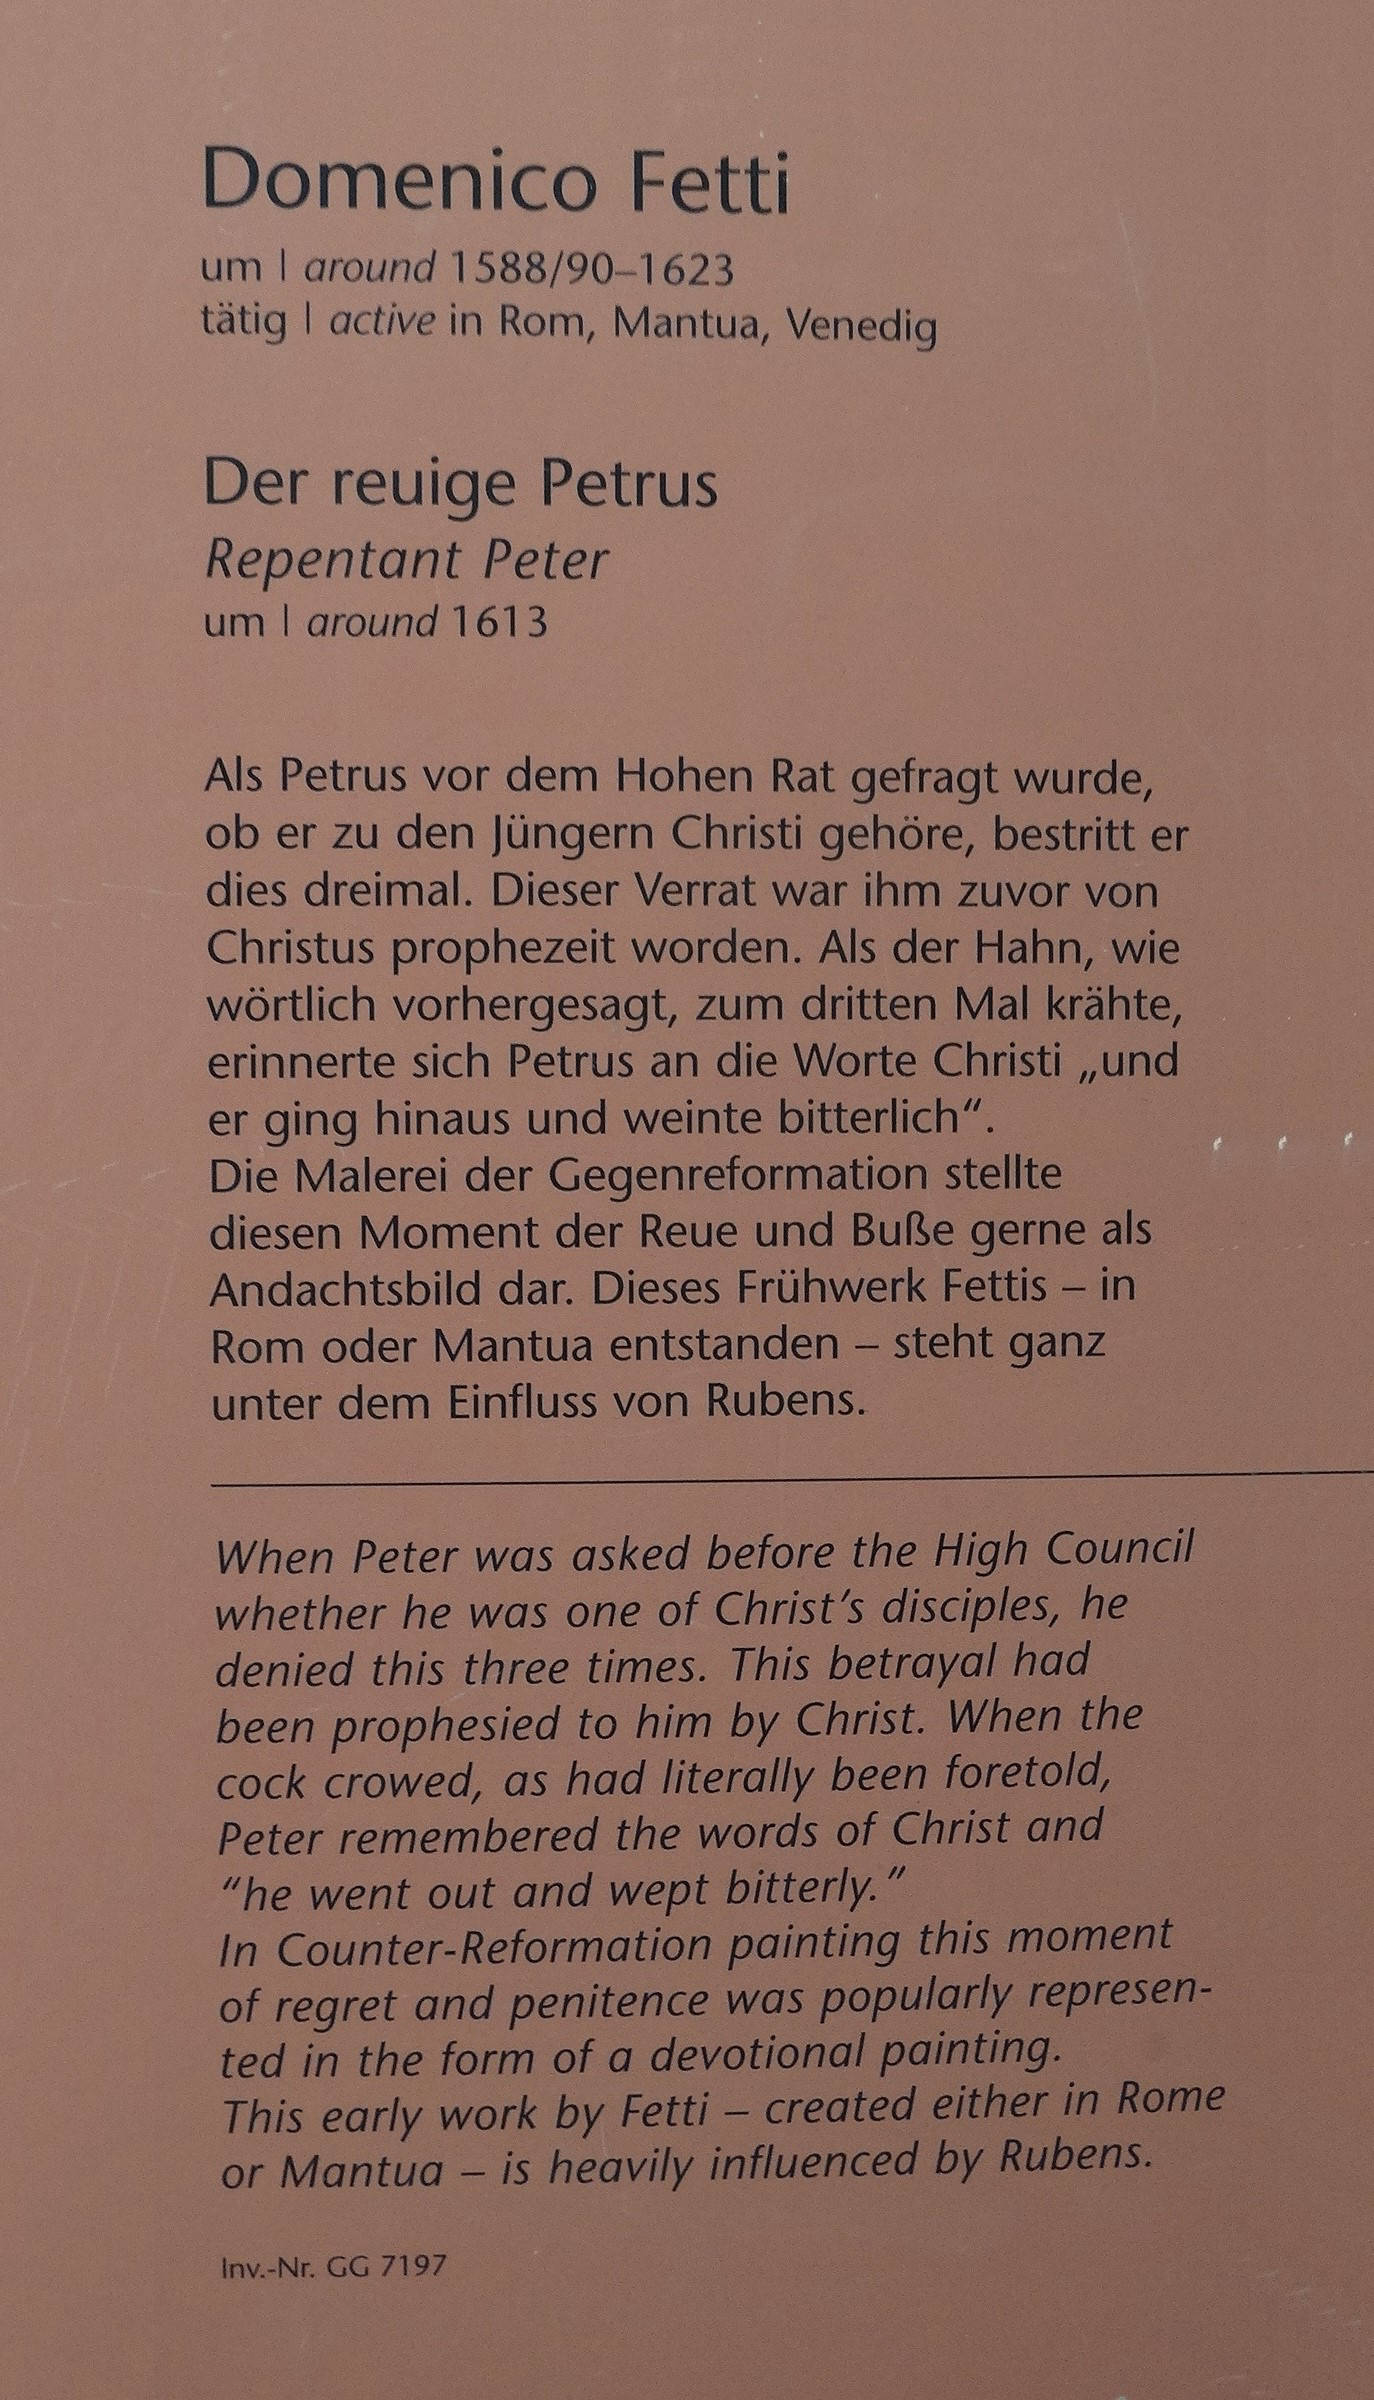 Domenico Fetti
um | around 1588/90–1623
tätig | active in Rom, Mantua, Venedig
Der reuige Petrus
Repentant Peter
um | around 1613
Als Petrus vor dem Hohen Rat gefragt wurde,
ob er zu den Jüngern Christi gehöre, bestritt er
dies dreimal. Dieser Verrat war ihm zuvor von
Christus prophezeit worden. Als der Hahn, wie
wörtlich vorhergesagt, zum dritten Mal krähte,
erinnerte sich Petrus an die Worte Christi „und
er ging hinaus und weinte bitterlich“.
Die Malerei der Gegenreformation stellte
diesen Moment der Reue und Buße gerne als
Andachtsbild dar. Dieses Frühwerk Fettis – in
Rom oder Mantua entstanden – steht ganz
unter dem Einfluss von Rubens.
When Peter was asked before the High Council
whether he was one of Christ’s disciples, he
denied this three times. This betrayal had
been prophesied to him by Christ. When the
cock crowed, as had literally been foretold,
Peter remembered the words of Christ and
“he went out and wept bitterly.”
In Counter-Reformation painting this moment
of regret and penitence was popularly represen-
ted in the form of a devotional painting.
This early work by Fetti – created either in Rome
or Mantua – is heavily influenced by Rubens.
Inv.-Nr. GG 7197